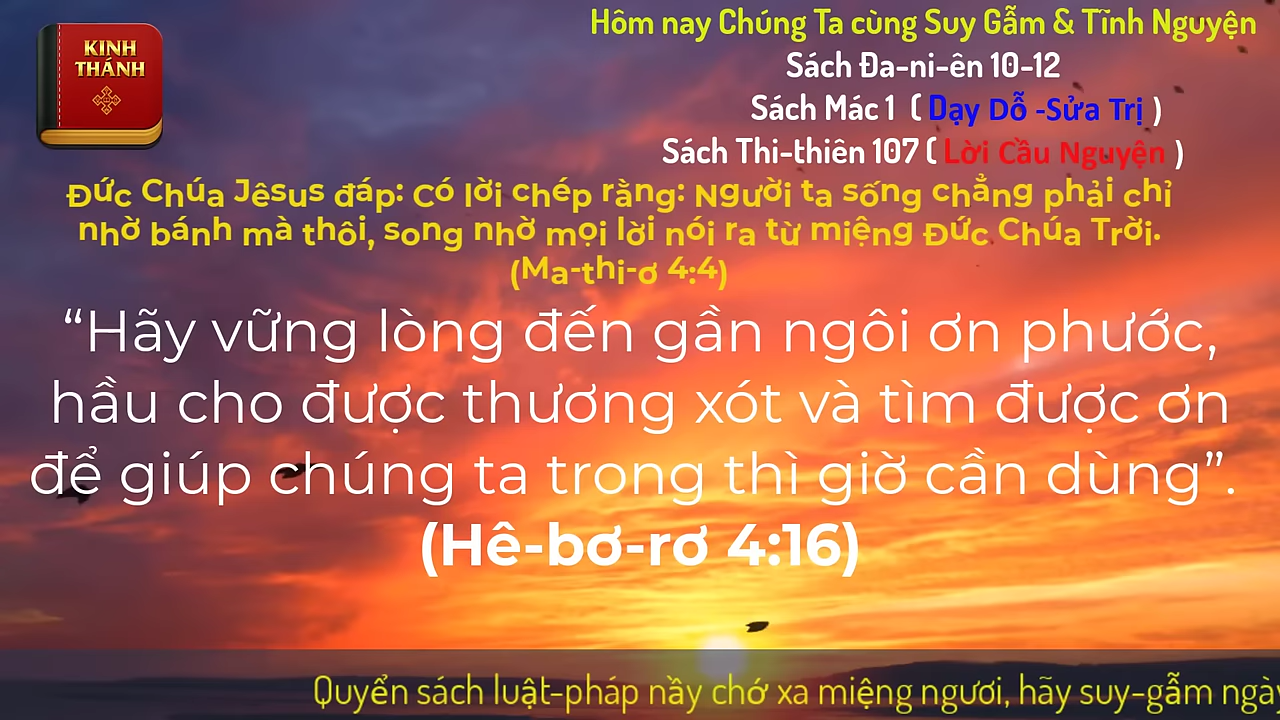 KINH
THÁNH
Hôm nay Chúng Ta cùng Suy Gẫm & Tĩnh Nguyện
Sách Đa-ni-ên 10-12
Sách Mác 1 ( Dạy Dỗ -Sửa Trị )
Sách Thi-thiên 107 ( Lời Cầu Nguyện )
Đức Chúa Jêsus đáp: Có lời chép rằng: Người ta sống chẳng phải chỉ
nhờ bánh mà thôi, song nhờ mọi lời nói ra từ miệng Đức Chúa Trời.
(Ma-thi-ơ 4:4)
“Hãy vững lòng đến gần ngôi ơn phước,
hầu cho được thương xót và tìm được ơn
để giúp chúng ta trong thì giờ cần dùng”.
(Hê-bơ-rơ 4:16)
Quyển sách luật-pháp nầy chớ xa miệng ngươi, hãy suy-gẫm ngày